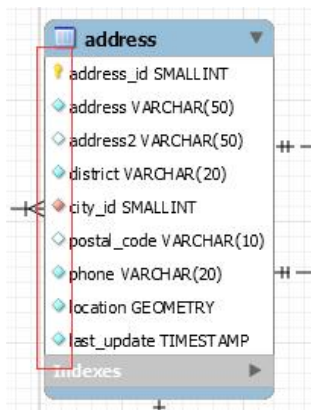 address
address_id SMALLINT
address VARCHAR(50)
address2 VARCHAR(50)
district VARCHAR(20)
city_id SMALLINT
postal_code VARCHAR(10)
phone VARCHAR(20)
location GEOMETRY
last_update TIMESTAMP
Indexes